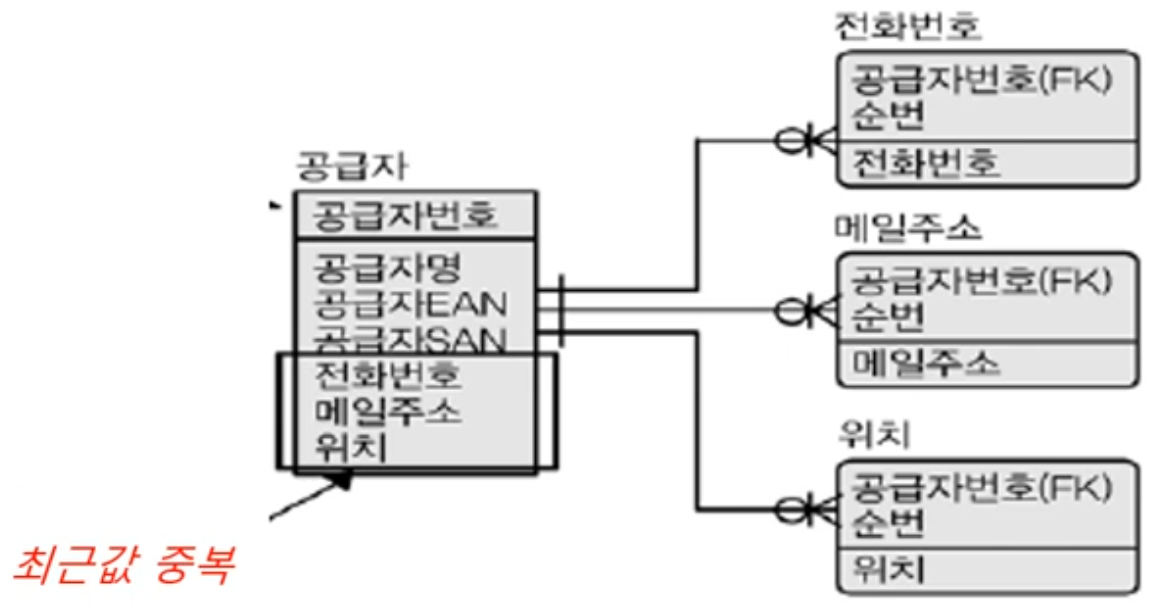 공급자
공급자번호
공급자명
공급자EAN
공급자SAN
전화번호
메일주소
위치
최근값 중복
전화번호
공급자번호(FK)
순번
전화번호
메일주소
공급자번호(FK)
순번
메일주소
위치
공급자번호(FK)
순번
위치